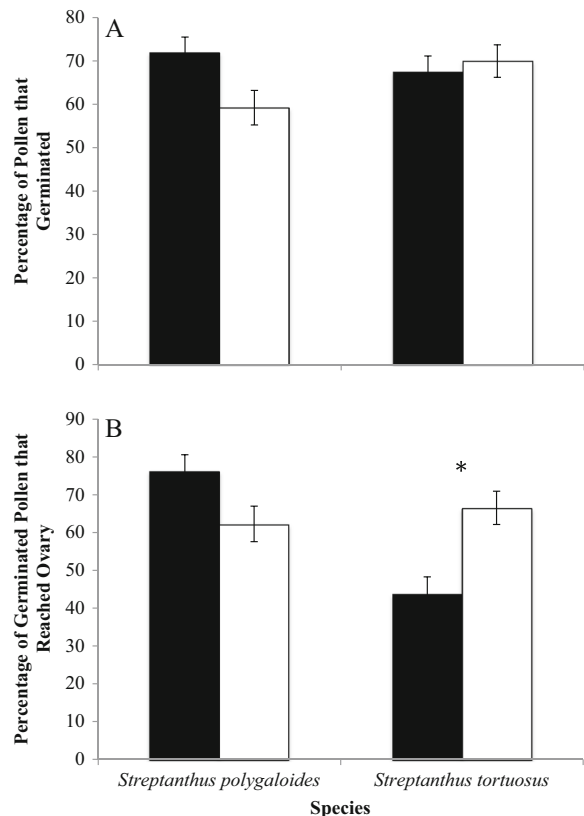 A
Percentage of Pollen that
Germinated
80
70
60
50
40
30
20
10
0
B
Percentage of Germinated Pollen that
Reached Ovary
90
80
70
60
50
40
30
20
10
0
*
Streptanthus polygaloides
Streptanthus tortuosus
Species